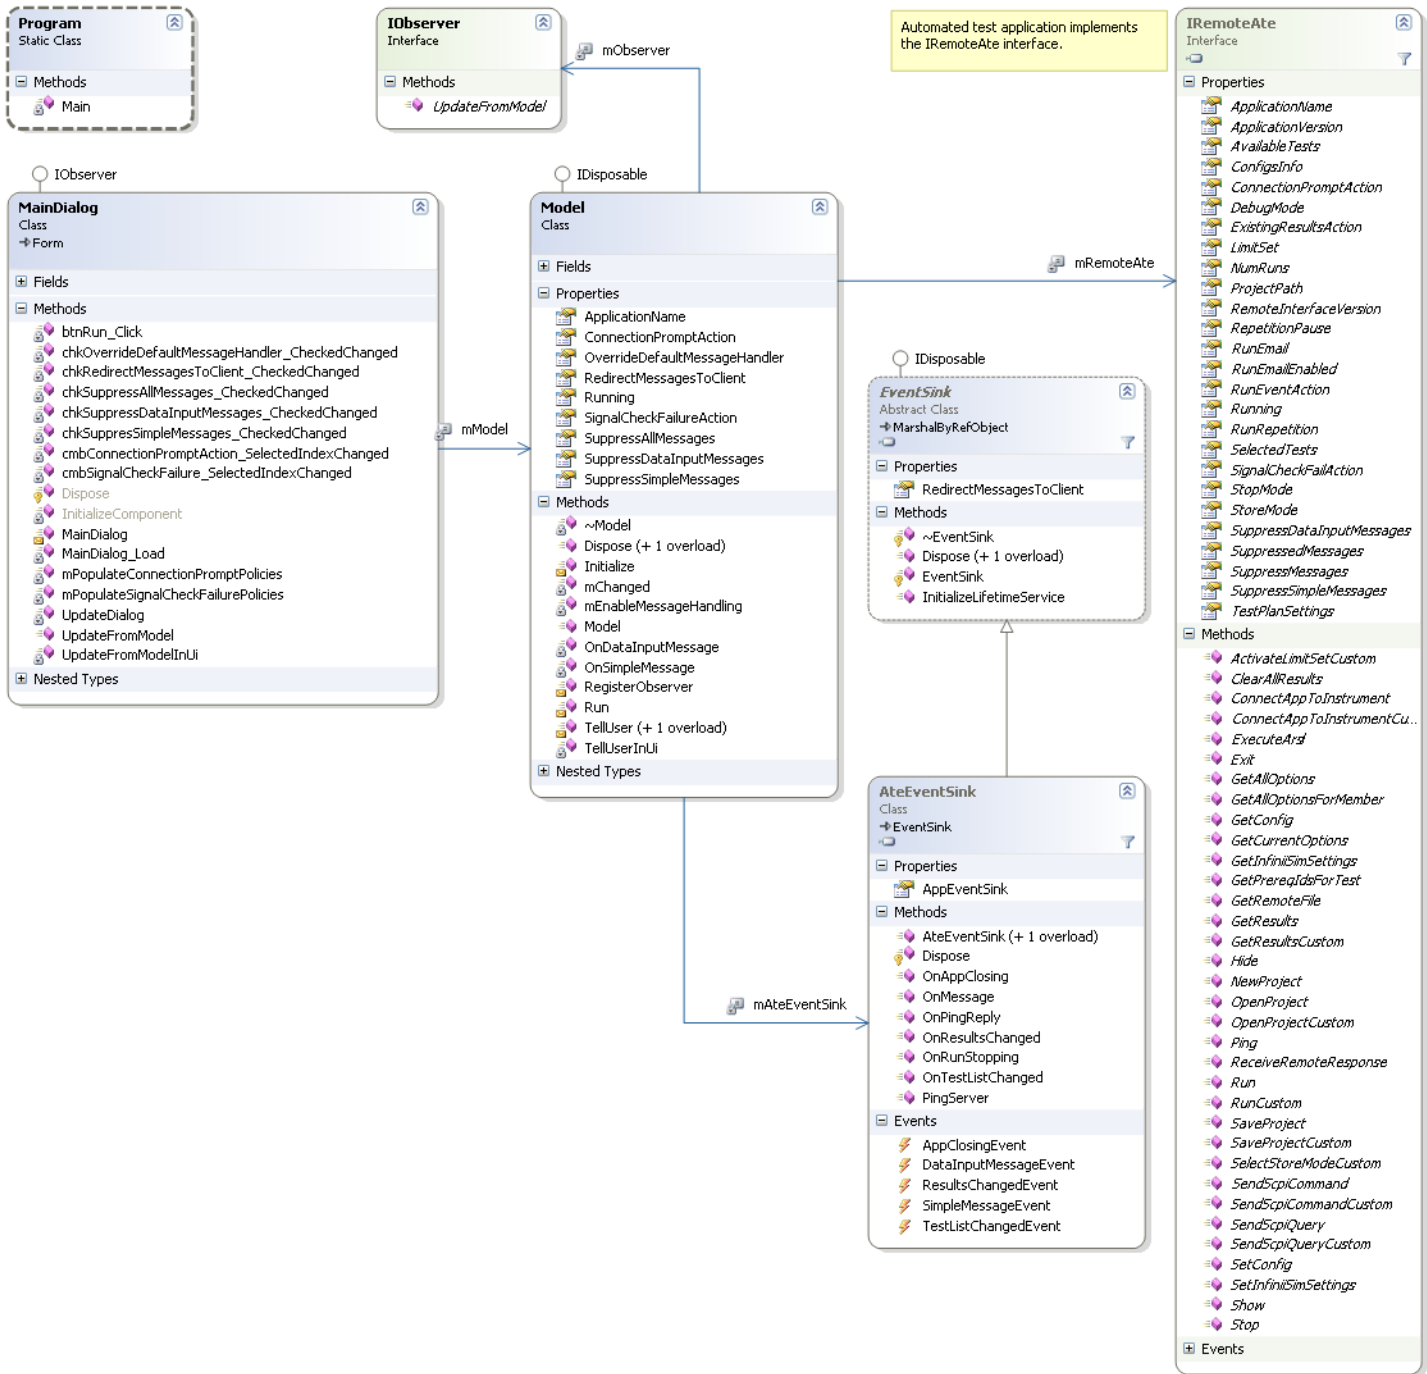 Program
Static Class
Methods
Main
IObserver
Interface
Methods
UpdateFromModel
mObserver
Automated test application implements
the IRemoteAte interface.
IObserver
MainDialog
Class
Form
Fields
Methods
btnRun_Click
chkOverrideDefaultMessageHandler_CheckedChanged
chkRedirectMessagesToClient_CheckedChanged
chkSuppressAllMessages_CheckedChanged
chkSuppressDataInputMessages_CheckedChanged
chkSuppresSimpleMessages_CheckedChanged
cmbConnectionPromptAction_SelectedIndexChanged
cmbSignalCheckFailure_SelectedIndexChanged
Dispose
InitializeComponent
MainDialog
MainDialog_Load
mPopulateConnectionPromptPolicies
mPopulateSignalCheckFailurePolicies
UpdateDialog
UpdateFromModel
UpdateFromModelInUi
Nested Types
mModel
IDisposable
Model
Class
Fields
Properties
ApplicationName
ConnectionPromptAction
OverrideDefaultMessageHandler
RedirectMessagesToClient
Running
SignalCheckFailureAction
SuppressAllMessages
SuppressDataInputMessages
SuppressSimpleMessages
Methods
~Model
Dispose (+ 1 overload)
Initialize
mChanged
mEnableMessageHandling
Model
OnDataInputMessage
OnSimpleMessage
RegisterObserver
Run
TellUser (+ 1 overload)
TellUserInUi
Nested Types
mRemoteAte
mAteEventSink
IDisposable
EventSink
Abstract Class
MarshalByRefObject
Properties
RedirectMessagesToClient
Methods
~EventSink
Dispose (+ 1 overload)
EventSink
InitializeLifetimeService
AteEventSink
Class
EventSink
Properties
AppEventSink
Methods
AteEventSink (+ 1 overload)
Dispose
OnAppClosing
OnMessage
OnPingReply
OnResultsChanged
OnRunStopping
OnTestListChanged
PingServer
Events
AppClosingEvent
DataInputMessageEvent
ResultsChangedEvent
SimpleMessageEvent
TestListChangedEvent
IRemoteAte
Interface
Properties
ApplicationName
ApplicationVersion
AvailableTests
ConfigsInfo
ConnectionPromptAction
DebugMode
ExistingResultsAction
LimitSet
NumRuns
ProjectPath
RemoteInterfaceVersion
RepetitionPause
RunEmail
RunEmailEnabled
RunEventAction
Running
RunRepetition
SelectedTests
SignalCheckFailAction
StopMode
StoreMode
SuppressDataInputMessages
SuppressedMessages
SuppressMessages
SuppressSimpleMessages
TestPlanSettings
Methods
ActivateLimitSetCustom
ClearAllResults
ConnectAppToInstrument
ConnectAppToInstrumentCu...
ExecuteArsl
Exit
GetAllOptions
GetAllOptionsForMember
GetConfig
GetCurrentOptions
GetInfiniiSimSettings
GetPrereqIdsForTest
GetRemoteFile
GetResults
GetResultsCustom
Hide
NewProject
OpenProject
OpenProjectCustom
Ping
ReceiveRemoteResponse
Run
RunCustom
SaveProject
SaveProjectCustom
SelectStoreModeCustom
SendScpiCommand
SendScpiCommandCustom
SendScpiQuery
SendScpiQueryCustom
SetConfig
SetInfiniiSimSettings
Show
Stop
Events